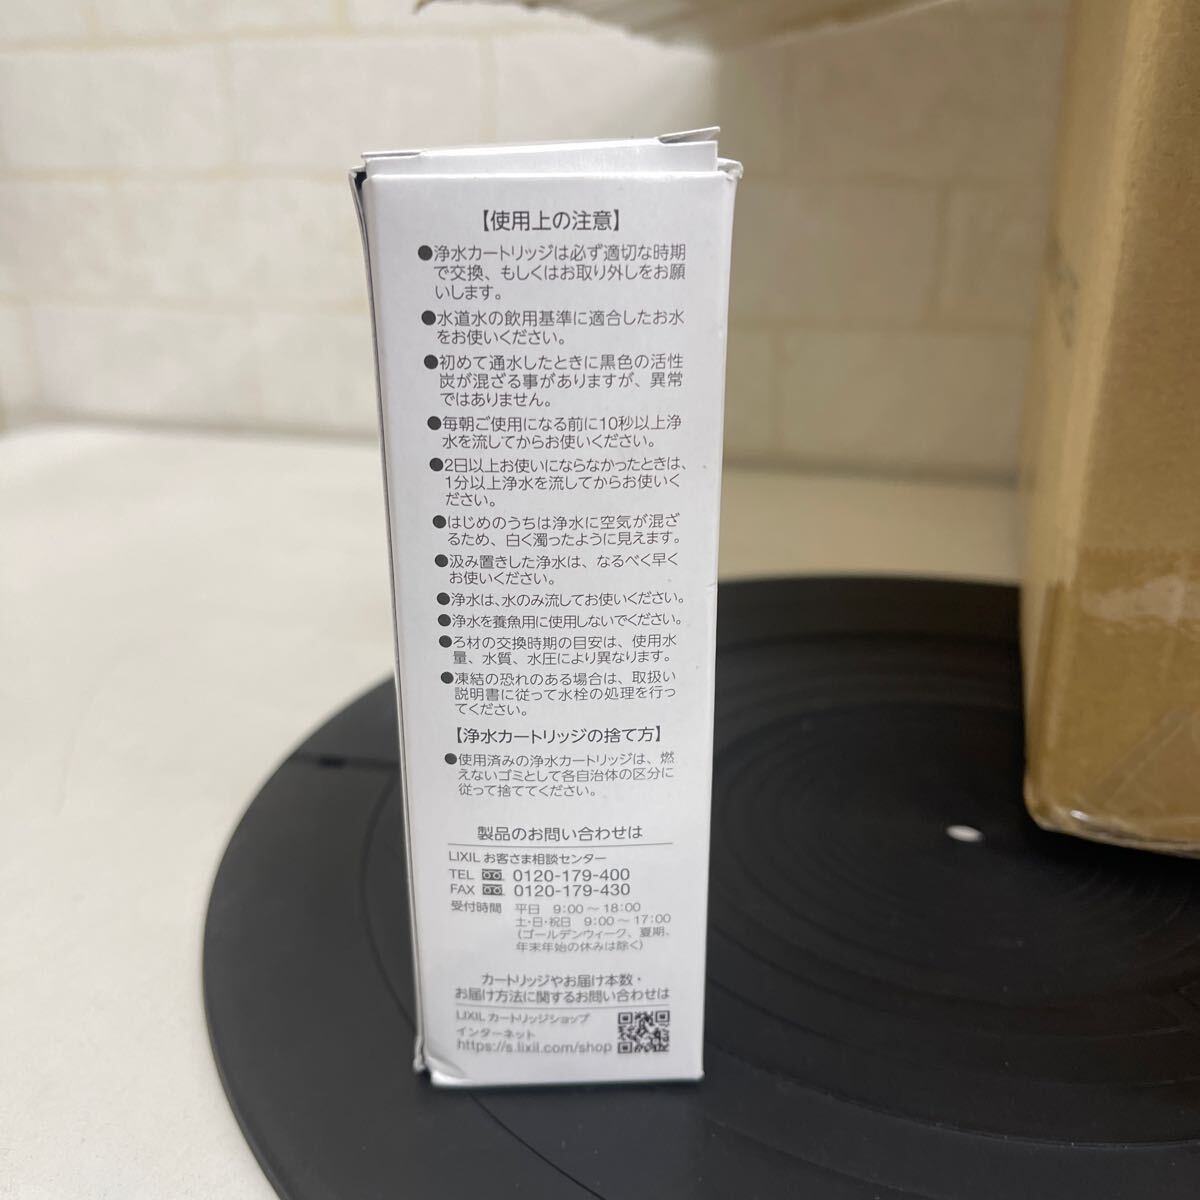 【使用上の注意】
●浄水カートリッジは必ず適切な時期
で交換、もしくはお取り外しをお願
いします。
●水道水の飲用基準に適合したお水
をお使いください。
●初めて通水したときに黒色の活性
炭が混ざる事がありますが、異常
ではありません。
●毎朝ご使用になる前に10秒以上浄
水を流してからお使いください。
●2日以上お使いにならなかったときは、
1分以上浄水を流してからお使いく
ださい。
●はじめのうちは浄水に空気が混ざ
るため、白く濁ったように見えます。
●汲み置きした浄水は、なるべく早く
お使いください。
●浄水は、水のみ流してお使いください。
●浄水を養魚用に使用しないでください。
●ろ材の交換時期の目安は、使用水
量、水質、水圧により異なります。
●凍結の恐れのある場合は、取扱い
説明書に従って水栓の処理を行っ
てください。
【浄水カートリッジの捨て方】
●使用済みの浄水カートリッジは、燃
えないゴミとして各自治体の区分に
従って捨ててください。
製品のお問い合わせは
LIXIL お客さま相談センター
TEL 0120-179-400
FAX 0120-179-430
受付時間 平日 9:00～18:00
土・日・祝日 9:00～17:00
(ゴールデンウィーク、夏期、
年末年始の休みは除く)
カートリッジやお届け本数・
お届け方法に関するお問い合わせは
LIXIL カートリッジショップ
インターネット
https://s.lixil.com/shop